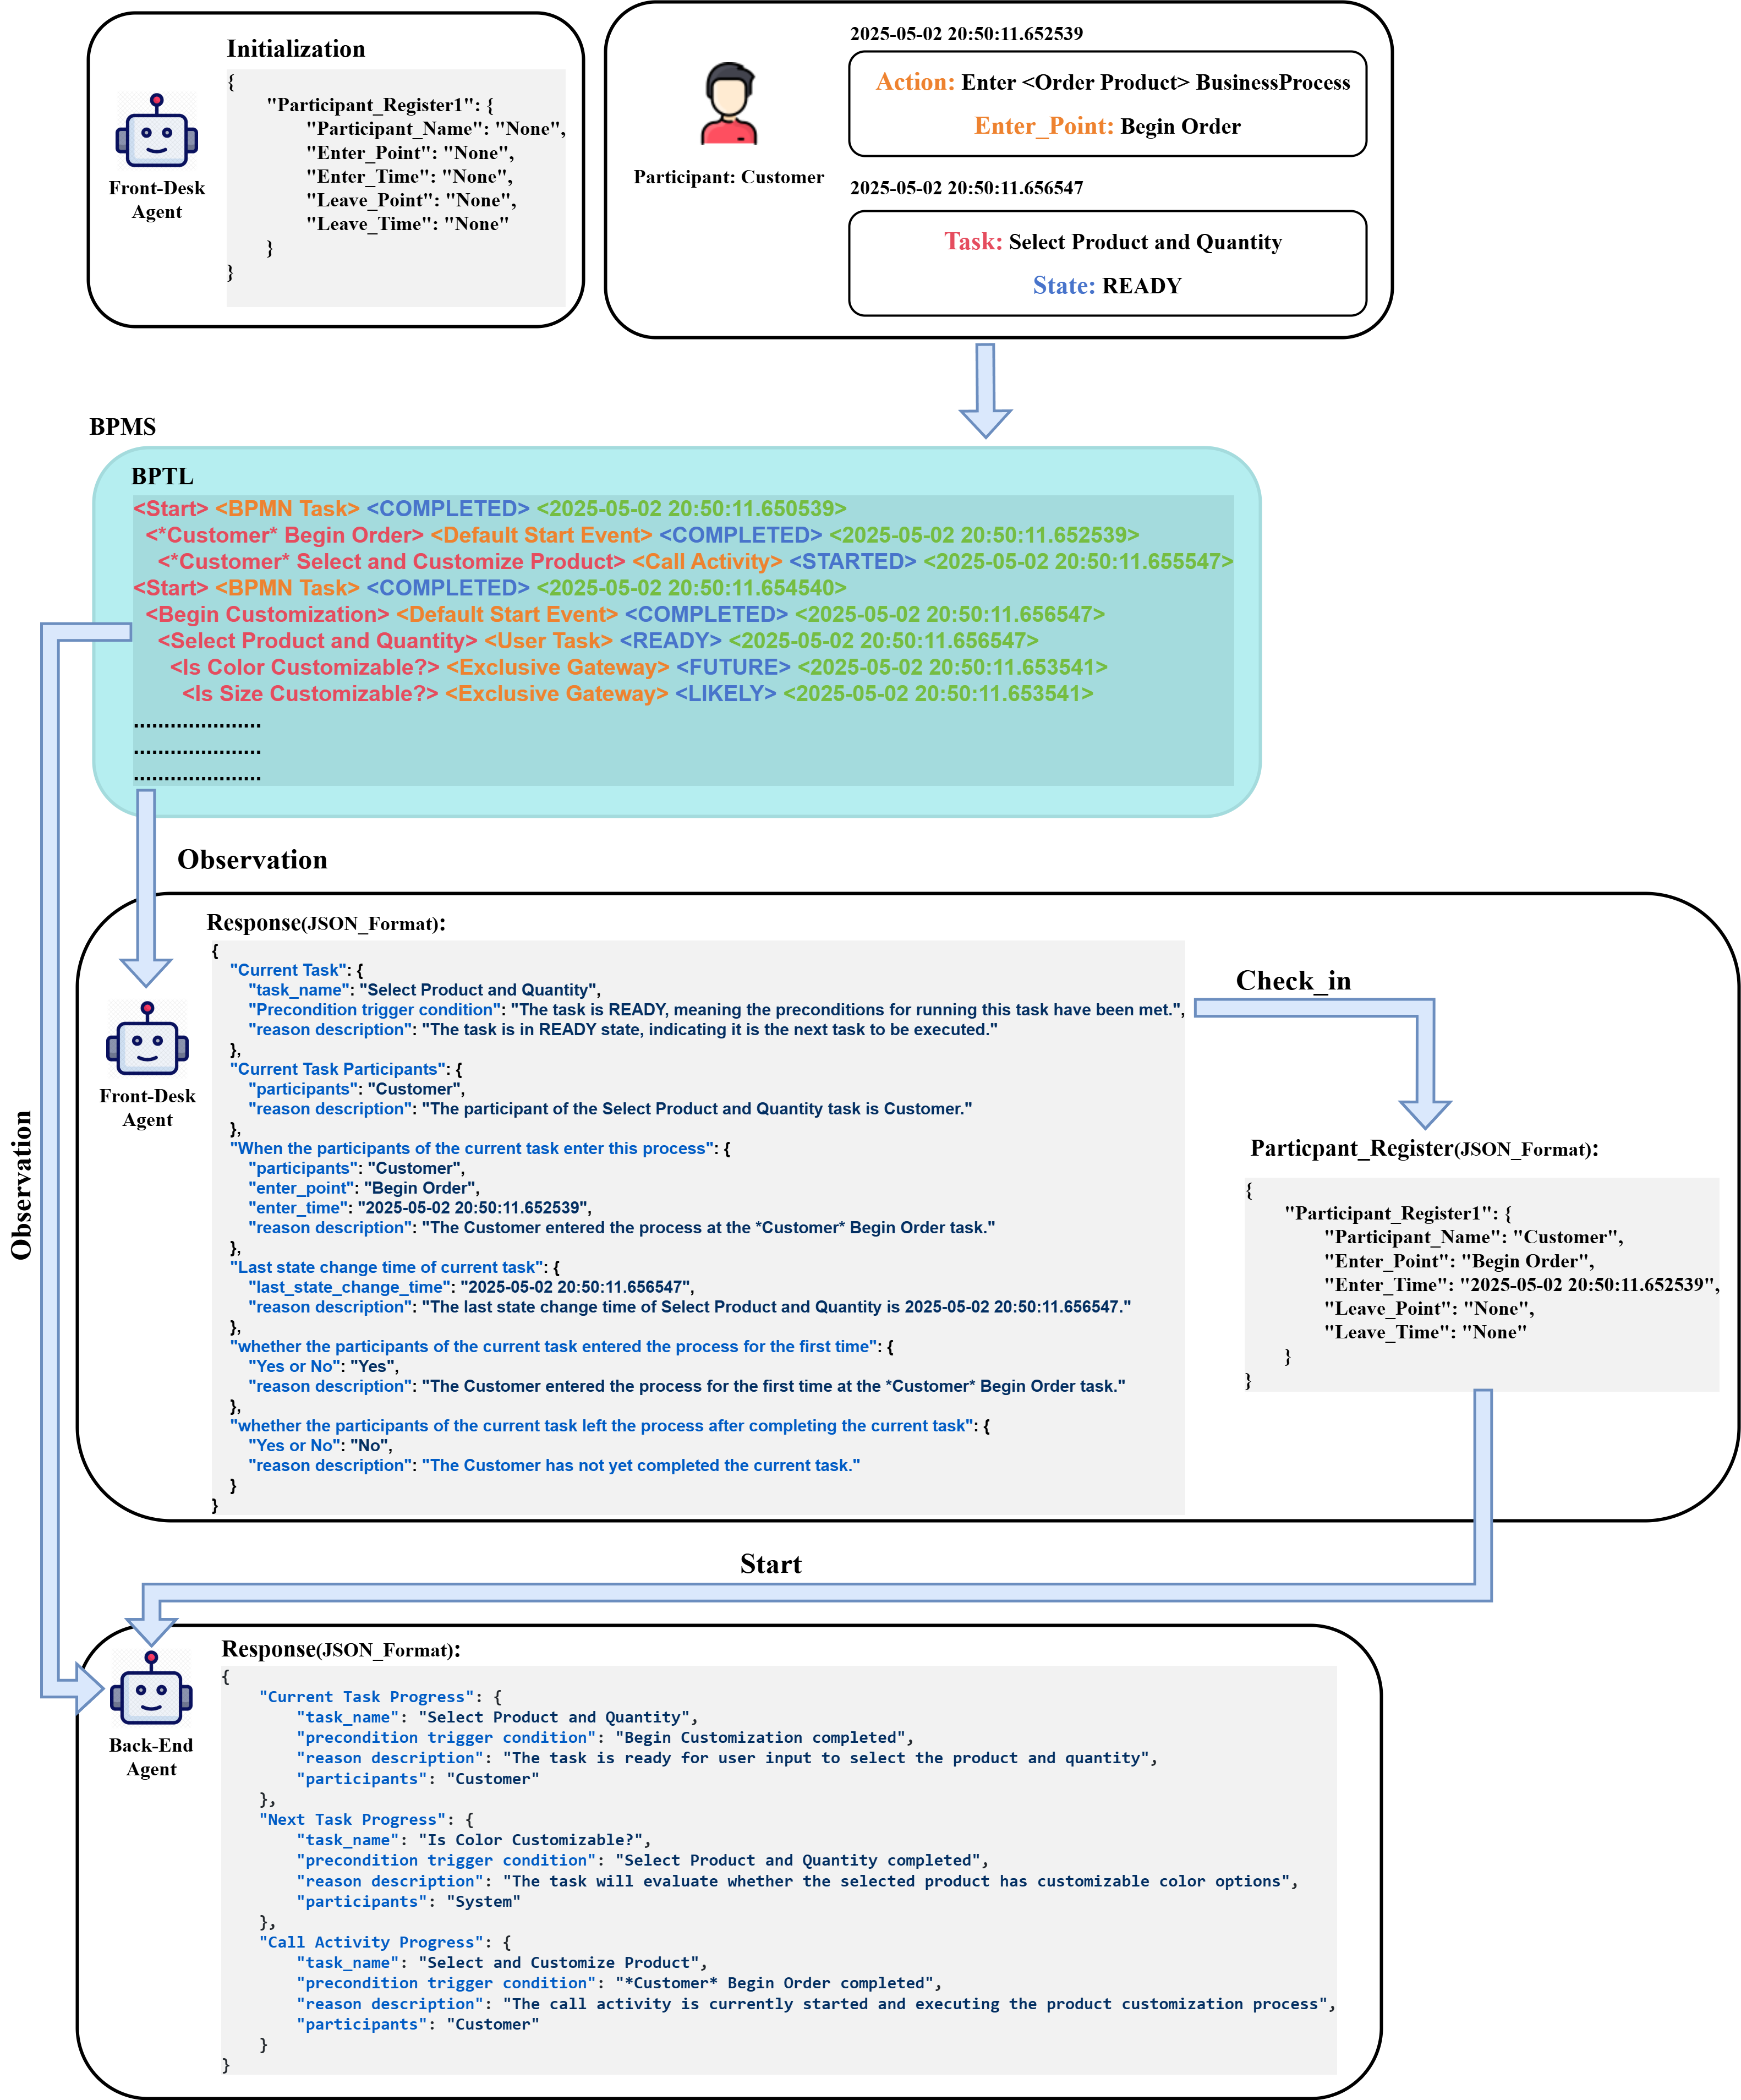 Initialization
{
"Participant_Register1": {
"Participant_Name": "None",
"Enter_Point": "None",
"Enter_Time": "None",
"Leave_Point": "None",
"Leave_Time": "None"
}
}
Front-Desk
Agent
2025-05-02 20:50:11.652539
Action: Enter <Order Product> BusinessProcess
Enter_Point: Begin Order
Participant: Customer
2025-05-02 20:50:11.656547
Task: Select Product and Quantity
State: READY
BPMS
BPTL
<Start> <BPMN Task> <COMPLETED> <2025-05-02 20:50:11.650539>
<*Customer* Begin Order> <Default Start Event> <COMPLETED> <2025-05-02 20:50:11.652539>
<*Customer* Select and Customize Product> <Call Activity> <STARTED> <2025-05-02 20:50:11.655547>
<Start> <BPMN Task> <COMPLETED> <2025-05-02 20:50:11.654540>
<Begin Customization> <Default Start Event> <COMPLETED> <2025-05-02 20:50:11.656547>
<Select Product and Quantity> <User Task> <READY> <2025-05-02 20:50:11.656547>
<Is Color Customizable?> <Exclusive Gateway> <FUTURE> <2025-05-02 20:50:11.653541>
<Is Size Customizable?> <Exclusive Gateway> <LIKELY> <2025-05-02 20:50:11.653541>
.....................
.....................
.....................
Observation
Observation
Front-Desk
Agent
Response(JSON_Format):
{
"Current Task": {
"task_name": "Select Product and Quantity",
"Precondition trigger condition": "The task is READY, meaning the preconditions for running this task have been met.",
"reason description": "The task is in READY state, indicating it is the next task to be executed."
},
"Current Task Participants": {
"participants": "Customer",
"reason description": "The participant of the Select Product and Quantity task is Customer."
},
"When the participants of the current task enter this process": {
"participants": "Customer",
"enter_point": "Begin Order",
"enter_time": "2025-05-02 20:50:11.652539",
"reason description": "The Customer entered the process at the *Customer* Begin Order task."
},
"Last state change time of current task": {
"last_state_change_time": "2025-05-02 20:50:11.656547",
"reason description": "The last state change time of Select Product and Quantity is 2025-05-02 20:50:11.656547."
},
"whether the participants of the current task entered the process for the first time": {
"Yes or No": "Yes",
"reason description": "The Customer entered the process for the first time at the *Customer* Begin Order task."
},
"whether the participants of the current task left the process after completing the current task": {
"Yes or No": "No",
"reason description": "The Customer has not yet completed the current task."
}
}
Check_in
Particpant_Register(JSON_Format):
{
"Participant_Register1": {
"Participant_Name": "Customer",
"Enter_Point": "Begin Order",
"Enter_Time": "2025-05-02 20:50:11.652539",
"Leave_Point": "None",
"Leave_Time": "None"
}
}
Start
Back-End
Agent
Response(JSON_Format):
{
"Current Task Progress": {
"task_name": "Select Product and Quantity",
"precondition trigger condition": "Begin Customization completed",
"reason description": "The task is ready for user input to select the product and quantity",
"participants": "Customer"
},
"Next Task Progress": {
"task_name": "Is Color Customizable?",
"precondition trigger condition": "Select Product and Quantity completed",
"reason description": "The task will evaluate whether the selected product has customizable color options",
"participants": "System"
},
"Call Activity Progress": {
"task_name": "Select and Customize Product",
"precondition trigger condition": "*Customer* Begin Order completed",
"reason description": "The call activity is currently started and executing the product customization process",
"participants": "Customer"
}
}